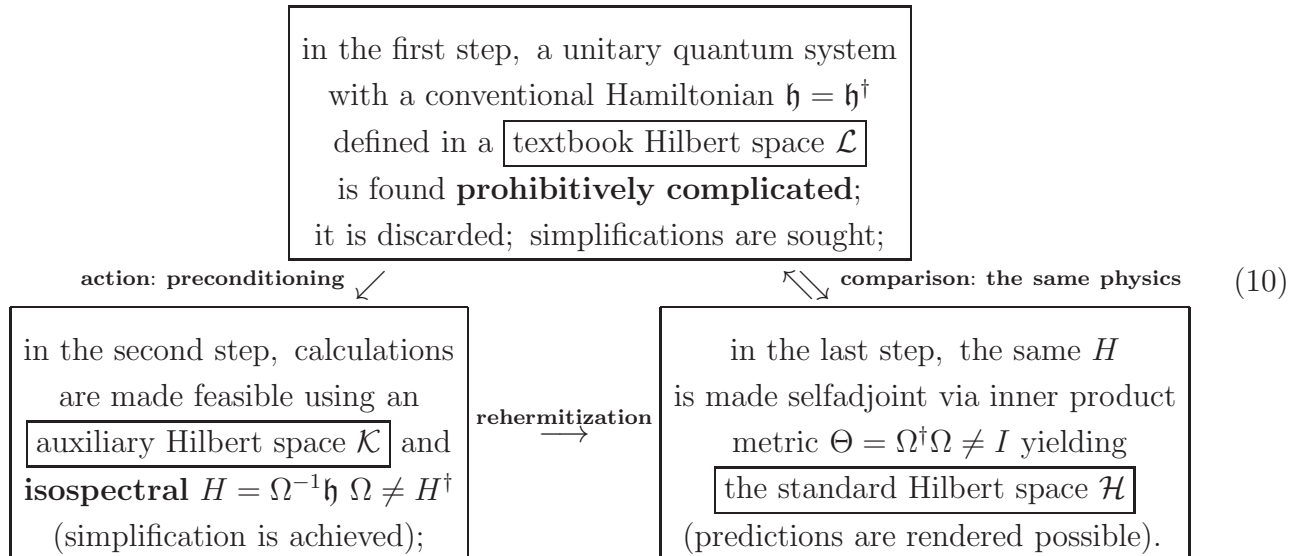 in the first step, a unitary quantum system
with a conventional Hamiltonian 𝔥 = 𝔥†
defined in a textbook Hilbert space ℒ
is found prohibitively complicated;
it is discarded; simplifications are sought;
action: preconditioning ↙
↖↘ comparison: the same physics
(10)
in the second step, calculations
are made feasible using an
auxiliary Hilbert space 𝒦 and
isospectral H = Ω⁻¹𝔥 Ω ≠ H†
(simplification is achieved);
rehermitization
⟶
in the last step, the same H
is made selfadjoint via inner product
metric Θ = Ω†Ω ≠ I yielding
the standard Hilbert space ℋ
(predictions are rendered possible).